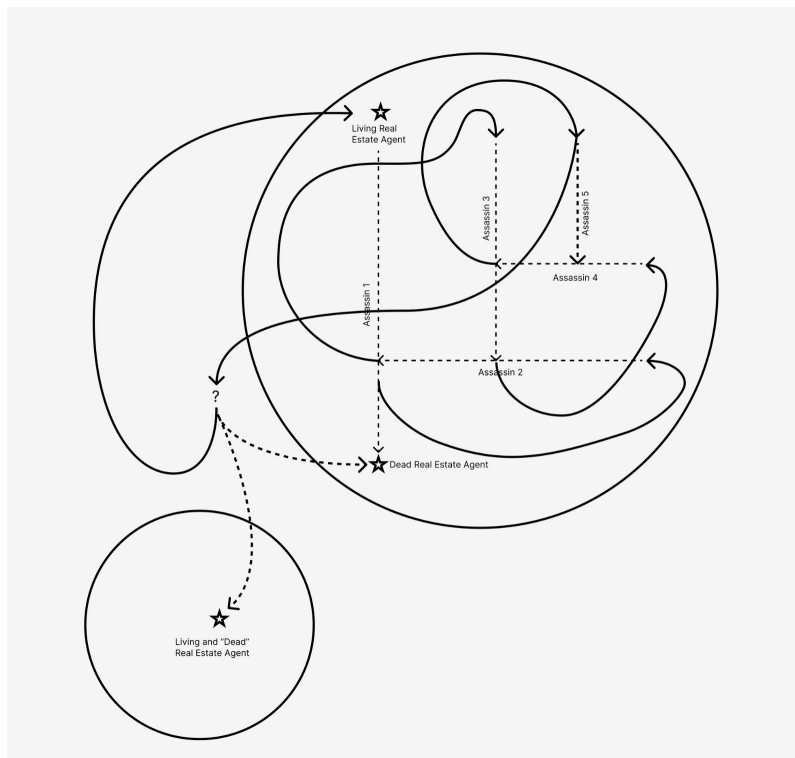 Living Real
Estate Agent
Assassin 3
Assassin 5
Assassin 4
Assassin 1
Assassin 2
?
Dead Real Estate Agent
Living and “Dead”
Real Estate Agent